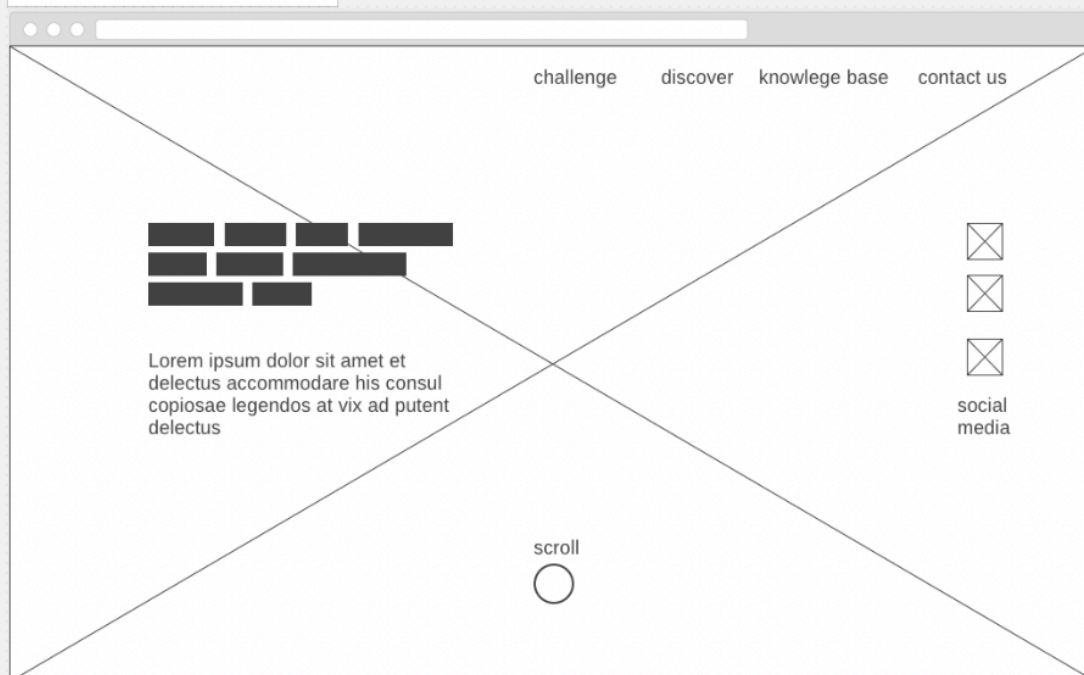 challenge discover knowlege base contact us
Lorem ipsum dolor sit amet et
delectus accommodare his consul
copiosae legendos at vix ad putent
delectus
social
media
scroll